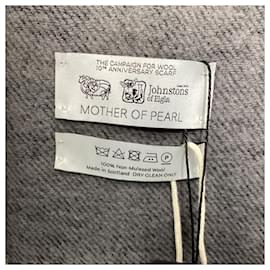 THE CAMPAIGN FOR WOOL
10TH ANNIVERSARY SCARF
Johnstons
of Elgin
MOTHER OF PEARL
100% Non-Mulesed Wool
Made in Scotland DRY CLEAN ONLY